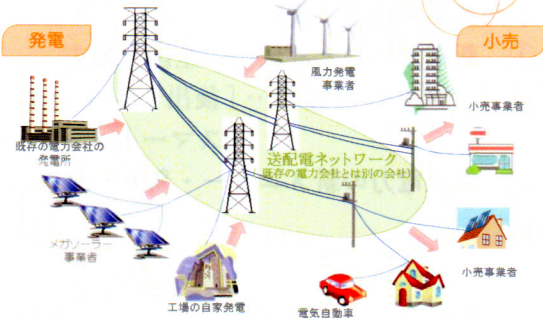 発電
小売
風力発電
事業者
小売事業者
既存の電力会社の
発電所
送配電ネットワーク
(既存の電力会社とは別の会社)
メガソーラー
事業者
小売事業者
工場の自家発電
電気自動車